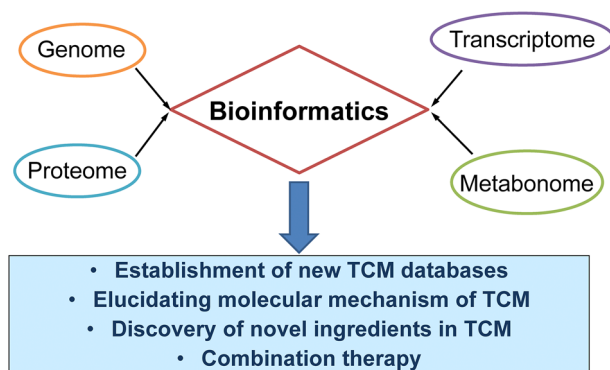 Genome
Transcriptome
Bioinformatics
Proteome
Metabonome
• Establishment of new TCM databases
• Elucidating molecular mechanism of TCM
• Discovery of novel ingredients in TCM
• Combination therapy